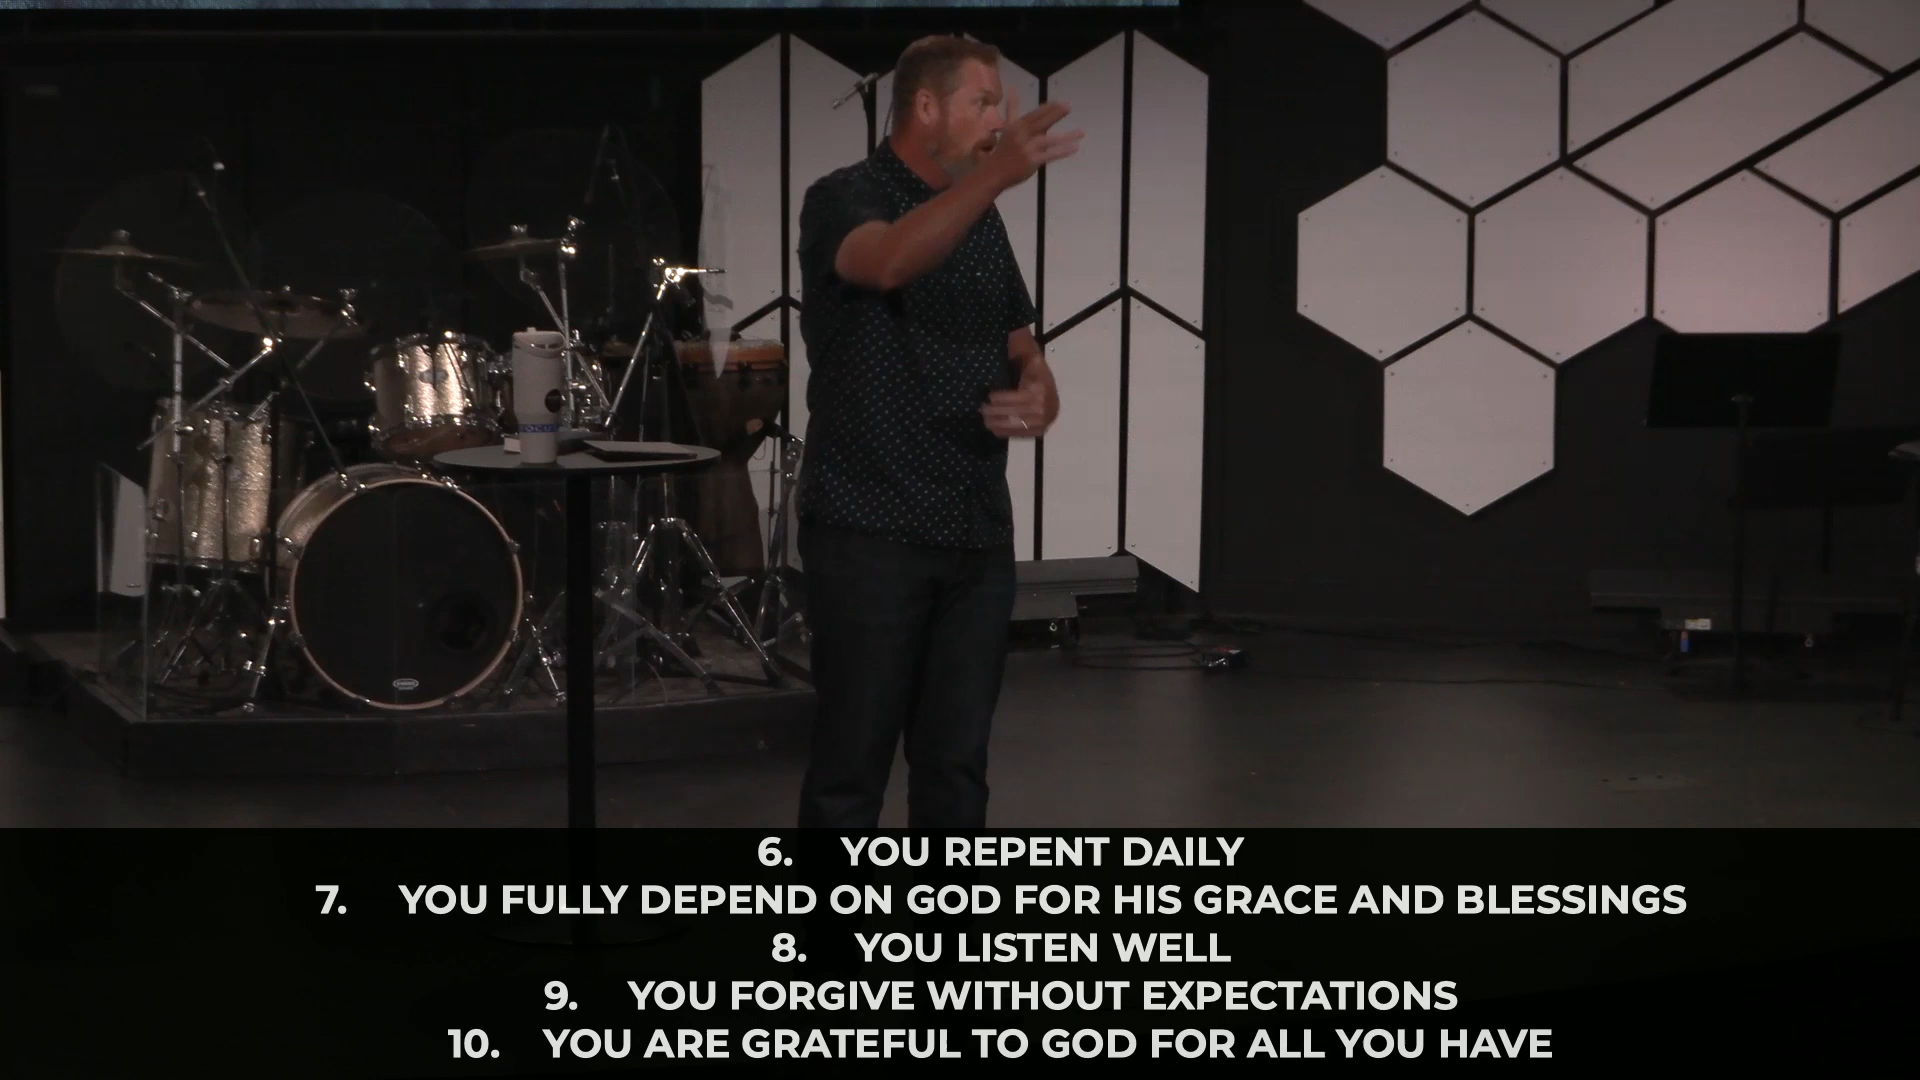 FOCUS
6. YOU REPENT DAILY
7. YOU FULLY DEPEND ON GOD FOR HIS GRACE AND BLESSINGS
8. YOU LISTEN WELL
9. YOU FORGIVE WITHOUT EXPECTATIONS
10. YOU ARE GRATEFUL TO GOD FOR ALL YOU HAVE